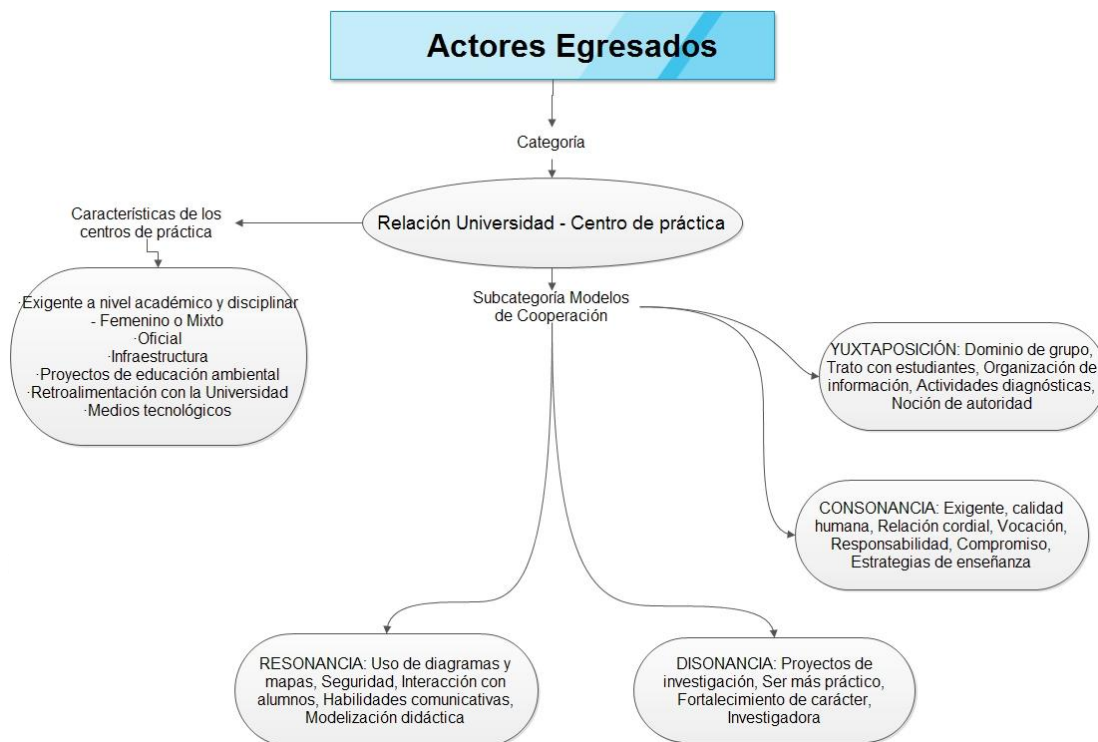 Actores Egresados
Categoría
Relación Universidad - Centro de práctica
Características de los
centros de práctica
·Exigente a nivel académico y disciplinar
- Femenino o Mixto
·Oficial
·Infraestructura
·Proyectos de educación ambiental
·Retroalimentación con la Universidad
·Medios tecnológicos
Subcategoría Modelos
de Cooperación
YUXTAPOSICIÓN: Dominio de grupo,
Trato con estudiantes, Organización de
información, Actividades diagnósticas,
Noción de autoridad
CONSONANCIA: Exigente, calidad
humana, Relación cordial, Vocación,
Responsabilidad, Compromiso,
Estrategias de enseñanza
RESONANCIA: Uso de diagramas y
mapas, Seguridad, Interacción con
alumnos, Habilidades comunicativas,
Modelización didáctica
DISONANCIA: Proyectos de
investigación, Ser más práctico,
Fortalecimiento de carácter,
Investigadora